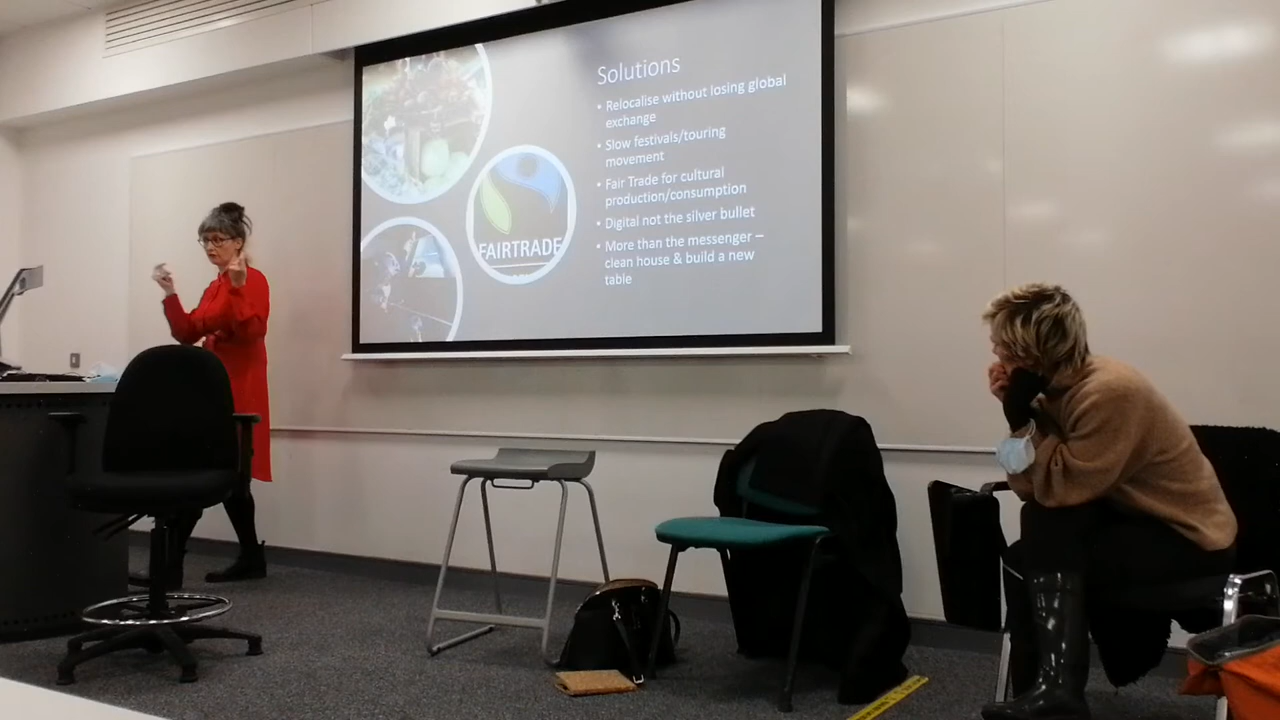 Solutions
• Relocalise without losing global
exchange
• Slow festivals/touring
movement
• Fair Trade for cultural
production/consumption
• Digital not the silver bullet
• More than the messenger –
clean house & build a new
table
FAIRTRADE